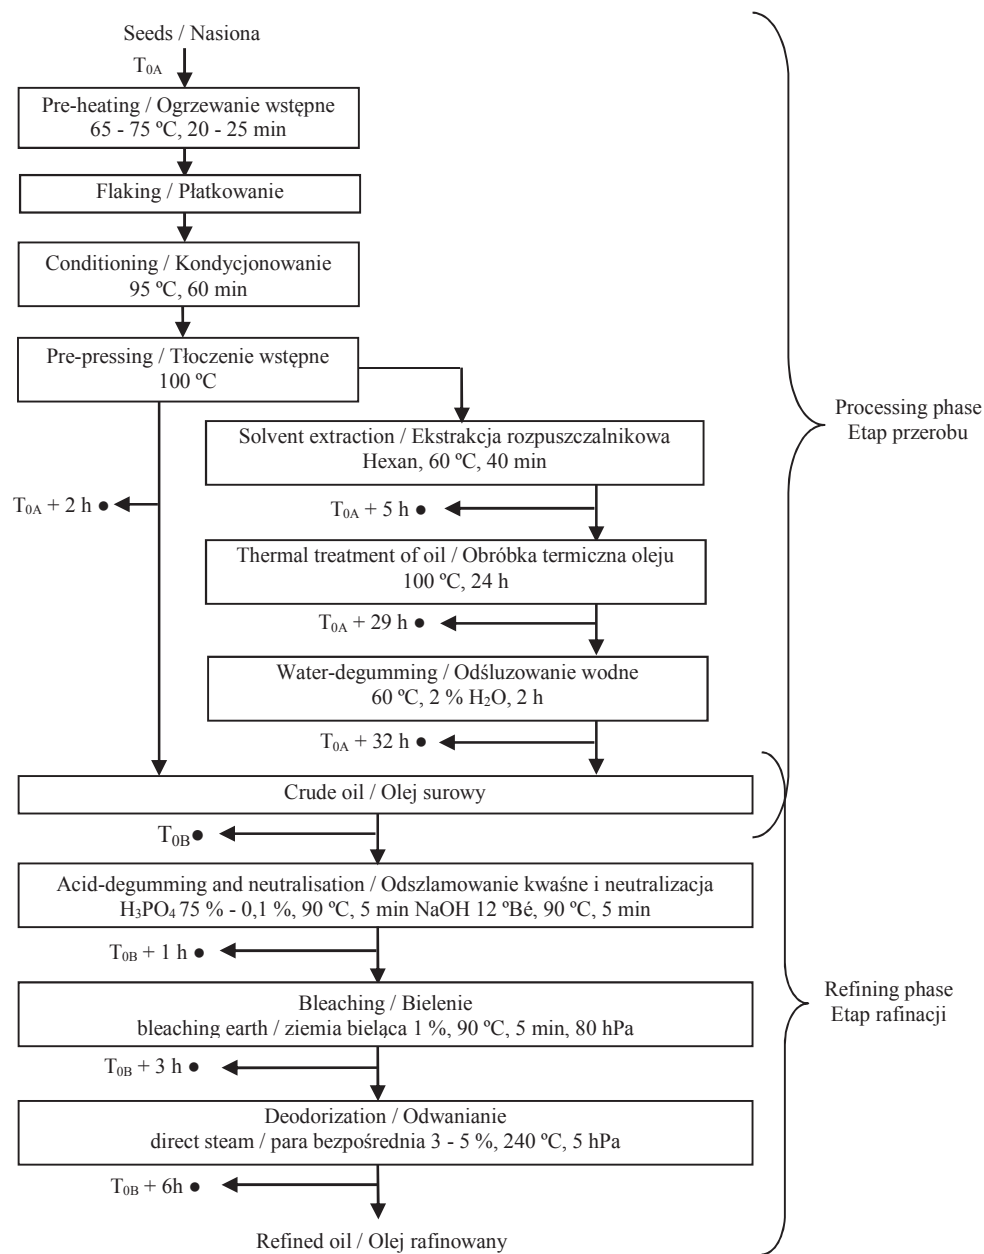 Seeds / Nasiona
T₀A
Pre-heating / Ogrzewanie wstępne
65 - 75 ºC, 20 - 25 min
Flaking / Płatkowanie
Conditioning / Kondycjonowanie
95 ºC, 60 min
Pre-pressing / Tłoczenie wstępne
100 ºC
Solvent extraction / Ekstrakcja rozpuszczalnikowa
Hexan, 60 ºC, 40 min
T₀A + 2 h ●
T₀A + 5 h ●
Thermal treatment of oil / Obróbka termiczna oleju
100 ºC, 24 h
T₀A + 29 h ●
Water-degumming / Odśluzowanie wodne
60 ºC, 2 % H₂O, 2 h
T₀A + 32 h ●
Crude oil / Olej surowy
Processing phase
Etap przerobu
T₀B●
Acid-degumming and neutralisation / Odszlamowanie kwaśne i neutralizacja
H₃PO₄ 75 % - 0,1 %, 90 ºC, 5 min NaOH 12 ºBé, 90 ºC, 5 min
T₀B + 1 h ●
Bleaching / Bielenie
bleaching earth / ziemia bieląca 1 %, 90 ºC, 5 min, 80 hPa
T₀B + 3 h ●
Deodorization / Odwanianie
direct steam / para bezpośrednia 3 - 5 %, 240 ºC, 5 hPa
T₀B + 6h ●
Refined oil / Olej rafinowany
Refining phase
Etap rafinacji